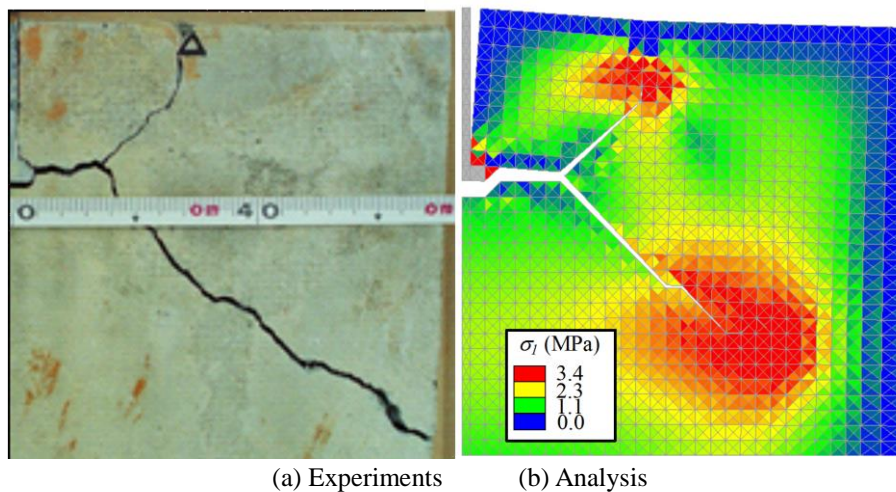 0 cm 4 0 cm
σ₁ (MPa)
3.4
2.3
1.1
0.0
(a) Experiments (b) Analysis